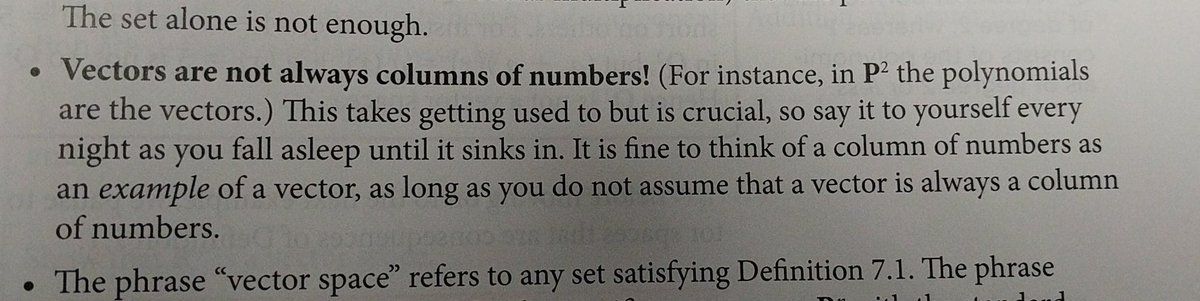 The set alone is not enough.
• Vectors are not always columns of numbers! (For instance, in P² the polynomials
are the vectors.) This takes getting used to but is crucial, so say it to yourself every
night as you fall asleep until it sinks in. It is fine to think of a column of numbers as
an example of a vector, as long as you do not assume that a vector is always a column
of numbers.
• The phrase “vector space” refers to any set satisfying Definition 7.1. The phrase